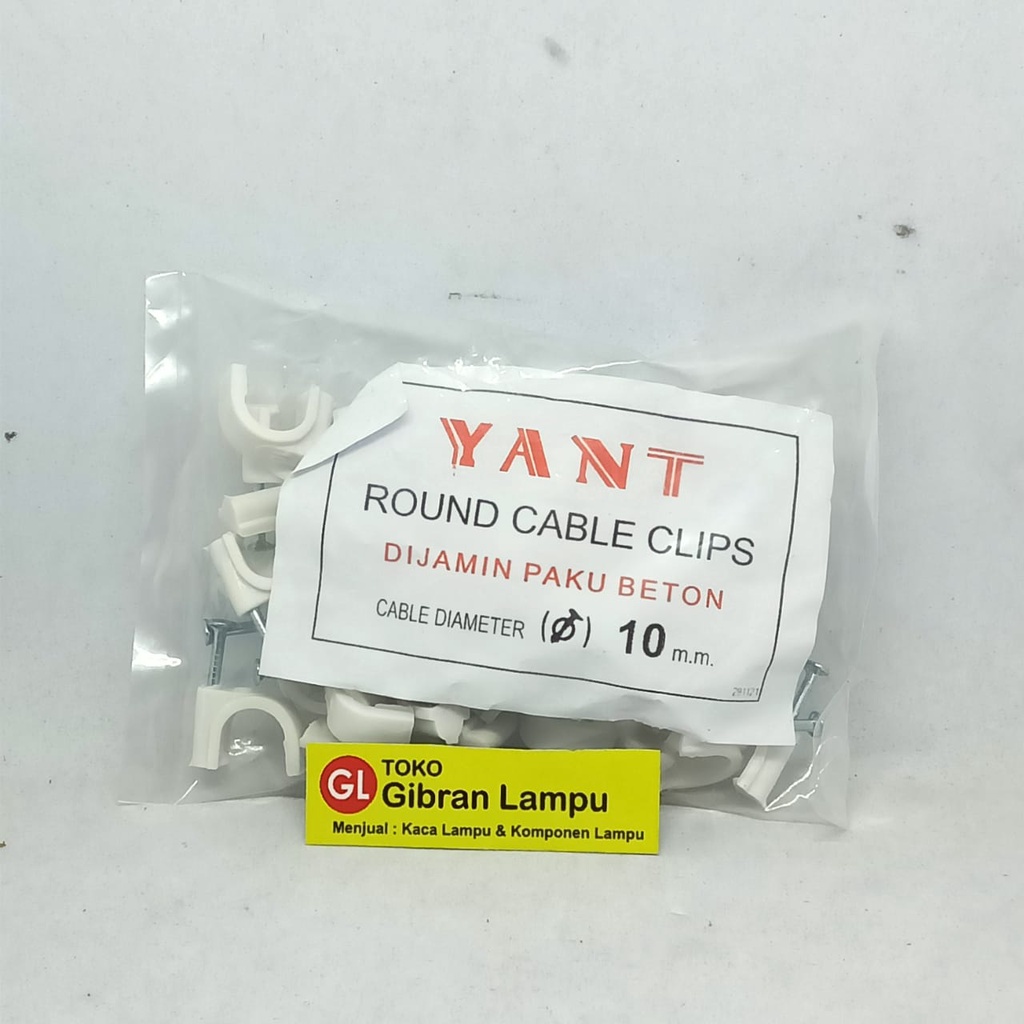 YANT
ROUND CABLE CLIPS
DIJAMIN PAKU BETON
CABLE DIAMETER (Ø) 10 m.m.
291121
GL TOKO
Gibran Lampu
Menjual : Kaca Lampu & Komponen Lampu